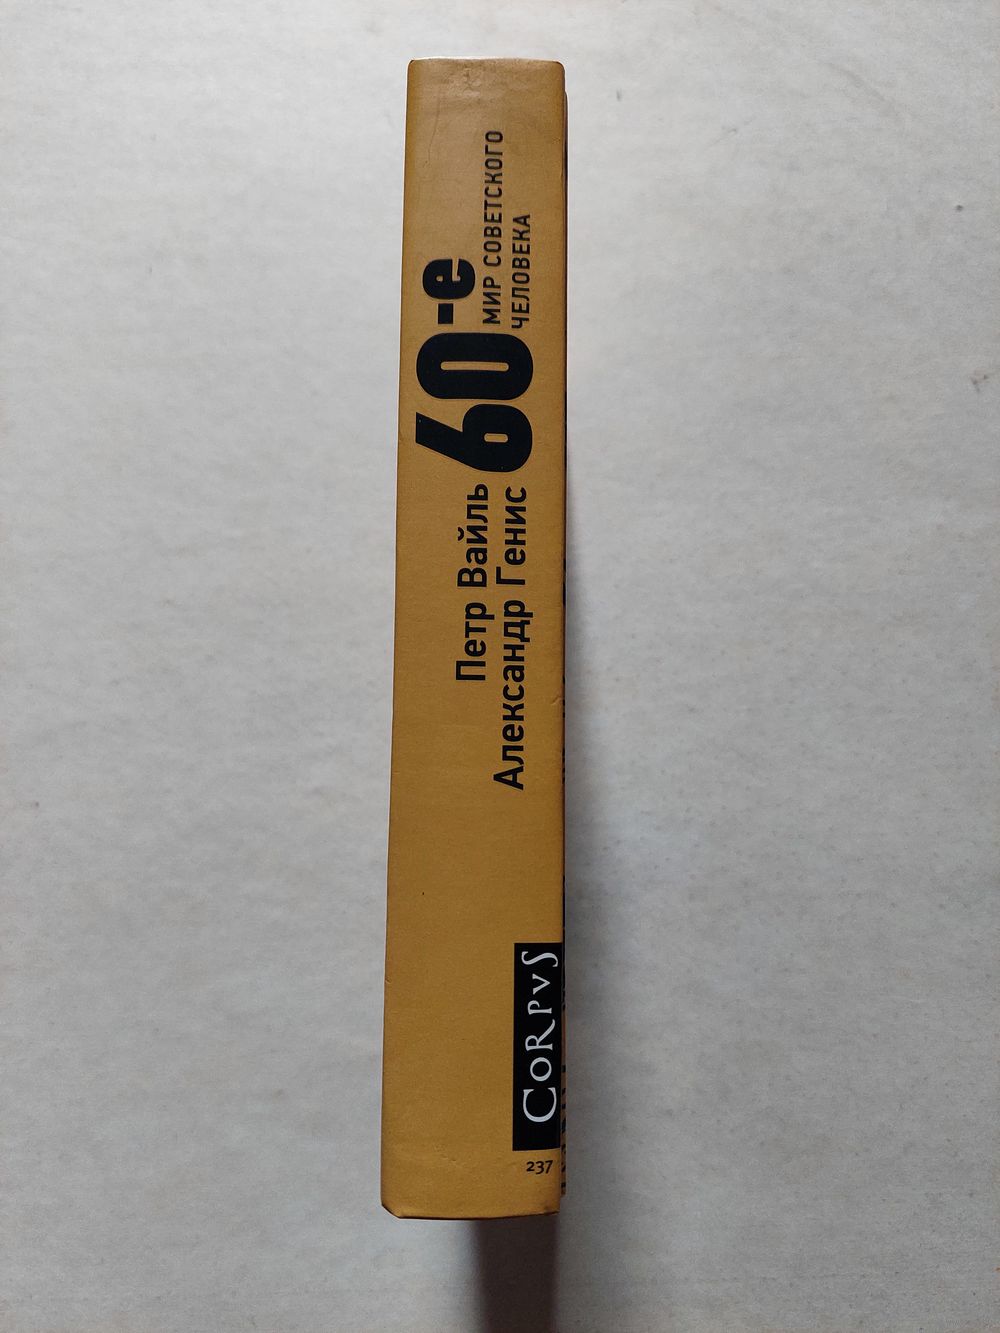 Петр Вайль
Александр Генис
60-е
МИР СОВЕТСКОГО
ЧЕЛОВЕКА
CORPVS
237